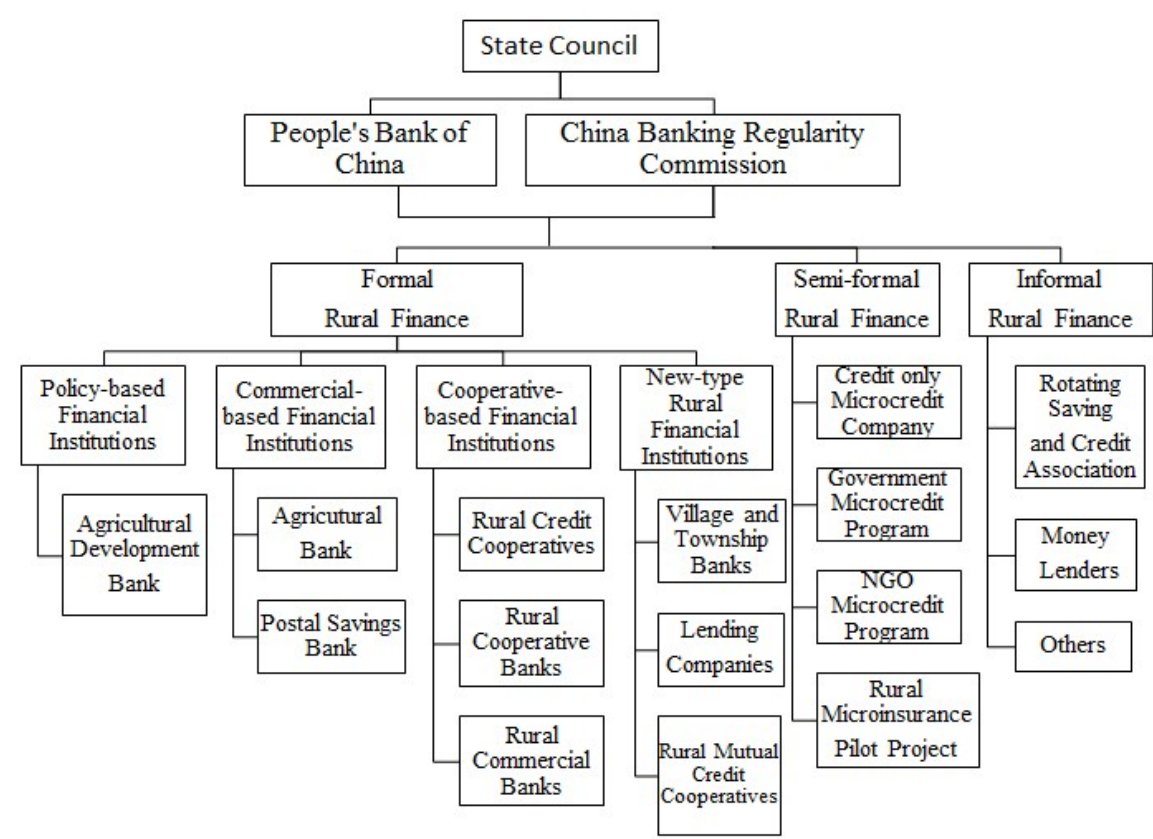 State Council
People's Bank of
China
China Banking Regularity
Commission
Formal
Rural Finance
Semi-formal
Rural Finance
Informal
Rural Finance
Policy-based
Financial
Institutions
Commercial-
based Financial
Institutions
Cooperative-
based Financial
Institutions
New-type
Rural
Financial
Institutions
Agricultural
Development
Bank
Agricutural
Bank
Postal Savings
Bank
Rural Credit
Cooperatives
Rural
Cooperative
Banks
Rural
Commercial
Banks
Village and
Township
Banks
Lending
Companies
Rural Mutual
Credit
Cooperatives
Credit only
Microcredit
Company
Government
Microcredit
Program
NGO
Microcredit
Program
Rural
Microinsurance
Pilot Project
Rotating
Saving
and Credit
Association
Money
Lenders
Others